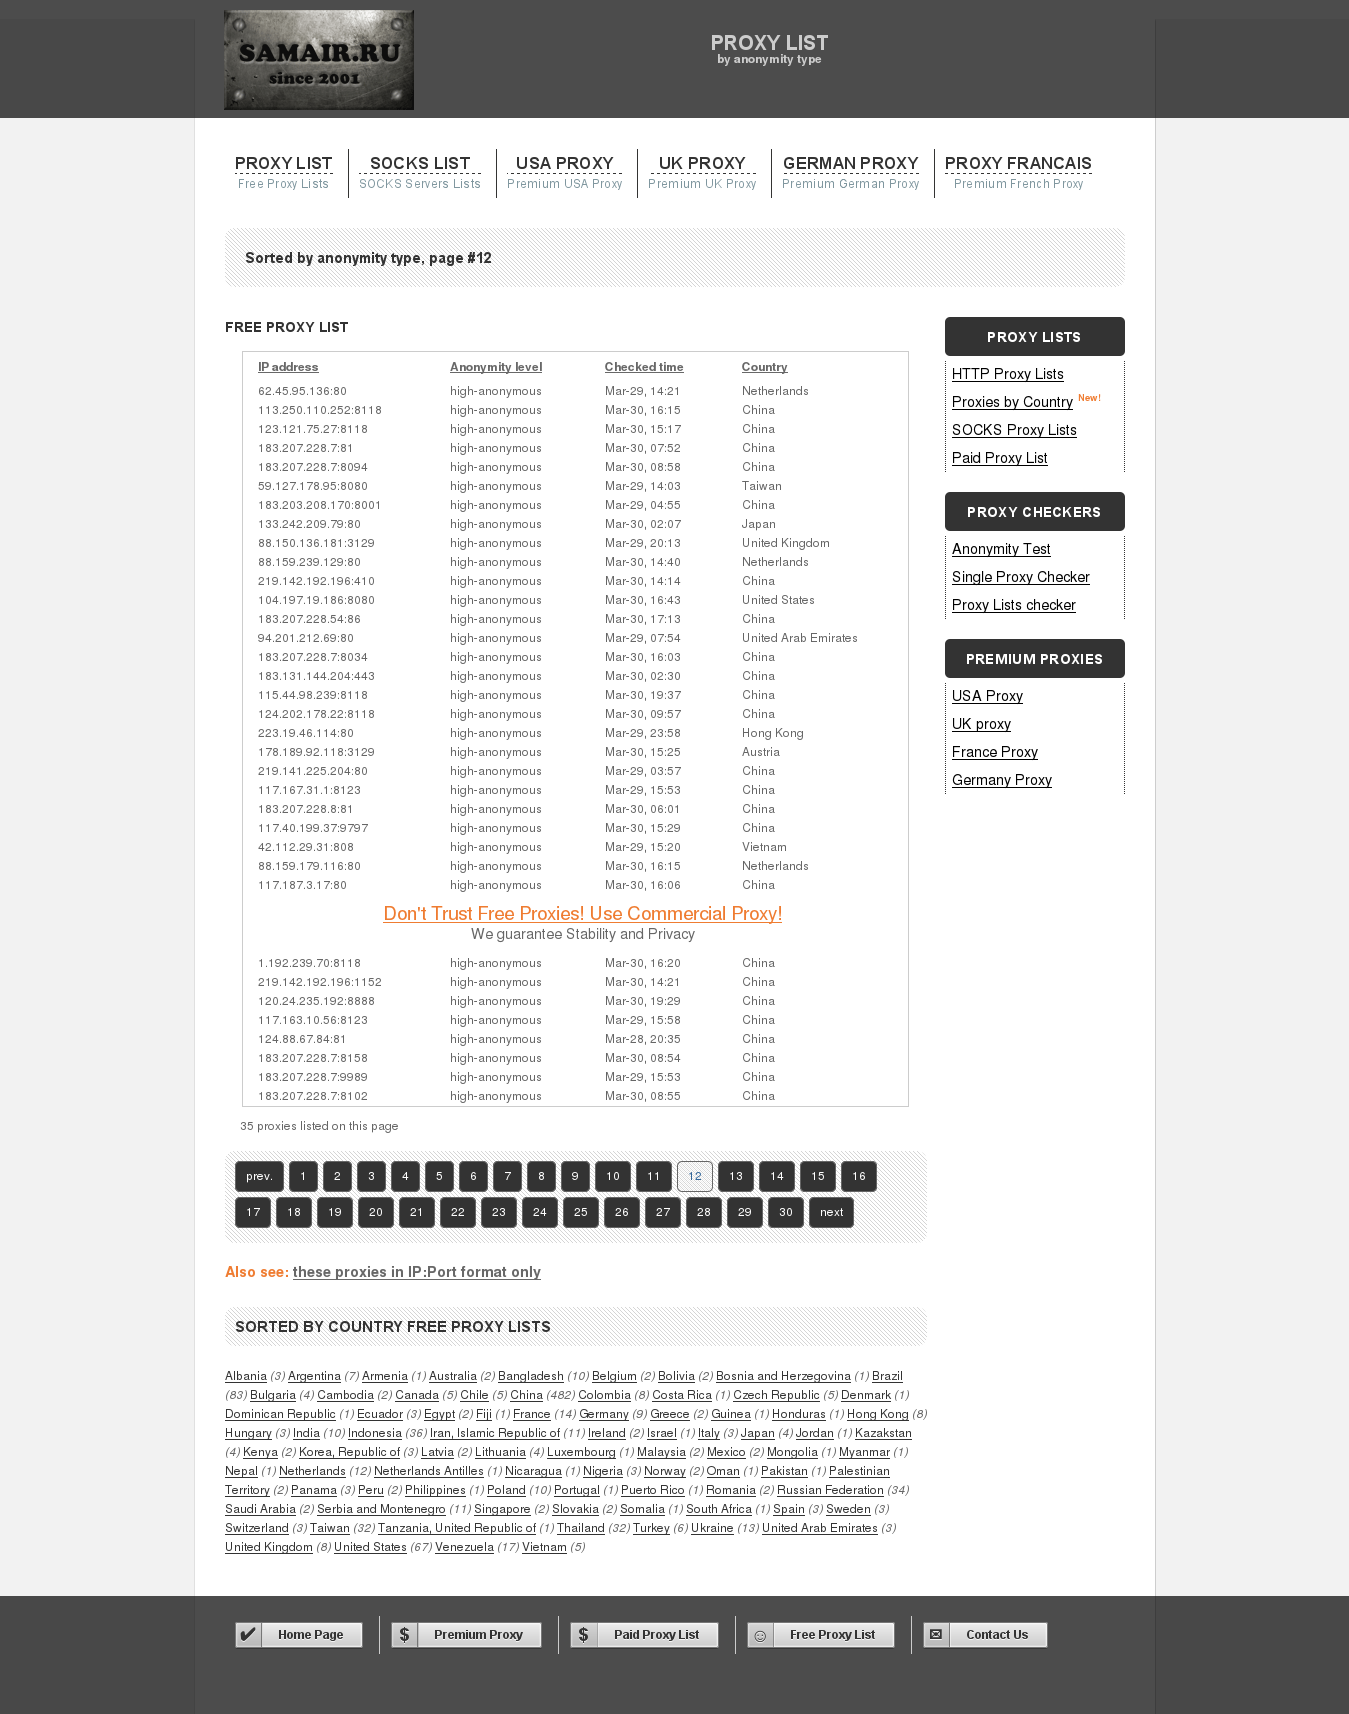 SAMAIR.RU
since 2001
PROXY LIST
by anonymity type
PROXY LIST SOCKS LIST USA PROXY UK PROXY GERMAN PROXY PROXY FRANCAIS
Free Proxy Lists SOCKS Servers Lists Premium USA Proxy Premium UK Proxy Premium German Proxy Premium French Proxy
Sorted by anonymity type, page #12
FREE PROXY LIST
IP address Anonymity level Checked time Country
62.45.95.136:80 high-anonymous Mar-29, 14:21 Netherlands
113.250.110.252:8118 high-anonymous Mar-30, 16:15 China
123.121.75.27:8118 high-anonymous Mar-30, 15:17 China
183.207.228.7:81 high-anonymous Mar-30, 07:52 China
183.207.228.7:8094 high-anonymous Mar-30, 08:58 China
59.127.178.95:8080 high-anonymous Mar-29, 14:03 Taiwan
183.203.208.170:8001 high-anonymous Mar-29, 04:55 China
133.242.209.79:80 high-anonymous Mar-30, 02:07 Japan
88.150.136.181:3129 high-anonymous Mar-29, 20:13 United Kingdom
88.159.239.129:80 high-anonymous Mar-30, 14:40 Netherlands
219.142.192.196:410 high-anonymous Mar-30, 14:14 China
104.197.19.186:8080 high-anonymous Mar-30, 16:43 United States
183.207.228.54:86 high-anonymous Mar-30, 17:13 China
94.201.212.69:80 high-anonymous Mar-29, 07:54 United Arab Emirates
183.207.228.7:8034 high-anonymous Mar-30, 16:03 China
183.131.144.204:443 high-anonymous Mar-30, 02:30 China
115.44.98.239:8118 high-anonymous Mar-30, 19:37 China
124.202.178.22:8118 high-anonymous Mar-30, 09:57 China
223.19.46.114:80 high-anonymous Mar-29, 23:58 Hong Kong
178.189.92.118:3129 high-anonymous Mar-30, 15:25 Austria
219.141.225.204:80 high-anonymous Mar-29, 03:57 China
117.167.31.1:8123 high-anonymous Mar-29, 15:53 China
183.207.228.8:81 high-anonymous Mar-30, 06:01 China
117.40.199.37:9797 high-anonymous Mar-30, 15:29 China
42.112.29.31:808 high-anonymous Mar-29, 15:20 Vietnam
88.159.179.116:80 high-anonymous Mar-30, 16:15 Netherlands
117.187.3.17:80 high-anonymous Mar-30, 16:06 China
Don't Trust Free Proxies! Use Commercial Proxy!
We guarantee Stability and Privacy
1.192.239.70:8118 high-anonymous Mar-30, 16:20 China
219.142.192.196:1152 high-anonymous Mar-30, 14:21 China
120.24.235.192:8888 high-anonymous Mar-30, 19:29 China
117.163.10.56:8123 high-anonymous Mar-29, 15:58 China
124.88.67.84:81 high-anonymous Mar-28, 20:35 China
183.207.228.7:8158 high-anonymous Mar-30, 08:54 China
183.207.228.7:9989 high-anonymous Mar-29, 15:53 China
183.207.228.7:8102 high-anonymous Mar-30, 08:55 China
35 proxies listed on this page
prev. 1 2 3 4 5 6 7 8 9 10 11 12 13 14 15 16
17 18 19 20 21 22 23 24 25 26 27 28 29 30 next
Also see: these proxies in IP:Port format only
SORTED BY COUNTRY FREE PROXY LISTS
Albania (3) Argentina (7) Armenia (1) Australia (2) Bangladesh (10) Belgium (2) Bolivia (2) Bosnia and Herzegovina (1) Brazil
(83) Bulgaria (4) Cambodia (2) Canada (5) Chile (5) China (482) Colombia (8) Costa Rica (1) Czech Republic (5) Denmark (1)
Dominican Republic (1) Ecuador (3) Egypt (2) Fiji (1) France (14) Germany (9) Greece (2) Guinea (1) Honduras (1) Hong Kong (8)
Hungary (3) India (10) Indonesia (36) Iran, Islamic Republic of (11) Ireland (2) Israel (1) Italy (3) Japan (4) Jordan (1) Kazakstan
(4) Kenya (2) Korea, Republic of (3) Latvia (2) Lithuania (4) Luxembourg (1) Malaysia (2) Mexico (2) Mongolia (1) Myanmar (1)
Nepal (1) Netherlands (12) Netherlands Antilles (1) Nicaragua (1) Nigeria (3) Norway (2) Oman (1) Pakistan (1) Palestinian
Territory (2) Panama (3) Peru (2) Philippines (1) Poland (10) Portugal (1) Puerto Rico (1) Romania (2) Russian Federation (34)
Saudi Arabia (2) Serbia and Montenegro (11) Singapore (2) Slovakia (2) Somalia (1) South Africa (1) Spain (3) Sweden (3)
Switzerland (3) Taiwan (32) Tanzania, United Republic of (1) Thailand (32) Turkey (6) Ukraine (13) United Arab Emirates (3)
United Kingdom (8) United States (67) Venezuela (17) Vietnam (5)
PROXY LISTS
HTTP Proxy Lists
Proxies by Country New!
SOCKS Proxy Lists
Paid Proxy List
PROXY CHECKERS
Anonymity Test
Single Proxy Checker
Proxy Lists checker
PREMIUM PROXIES
USA Proxy
UK proxy
France Proxy
Germany Proxy
✔ Home Page $ Premium Proxy $ Paid Proxy List ☺ Free Proxy List ✉ Contact Us